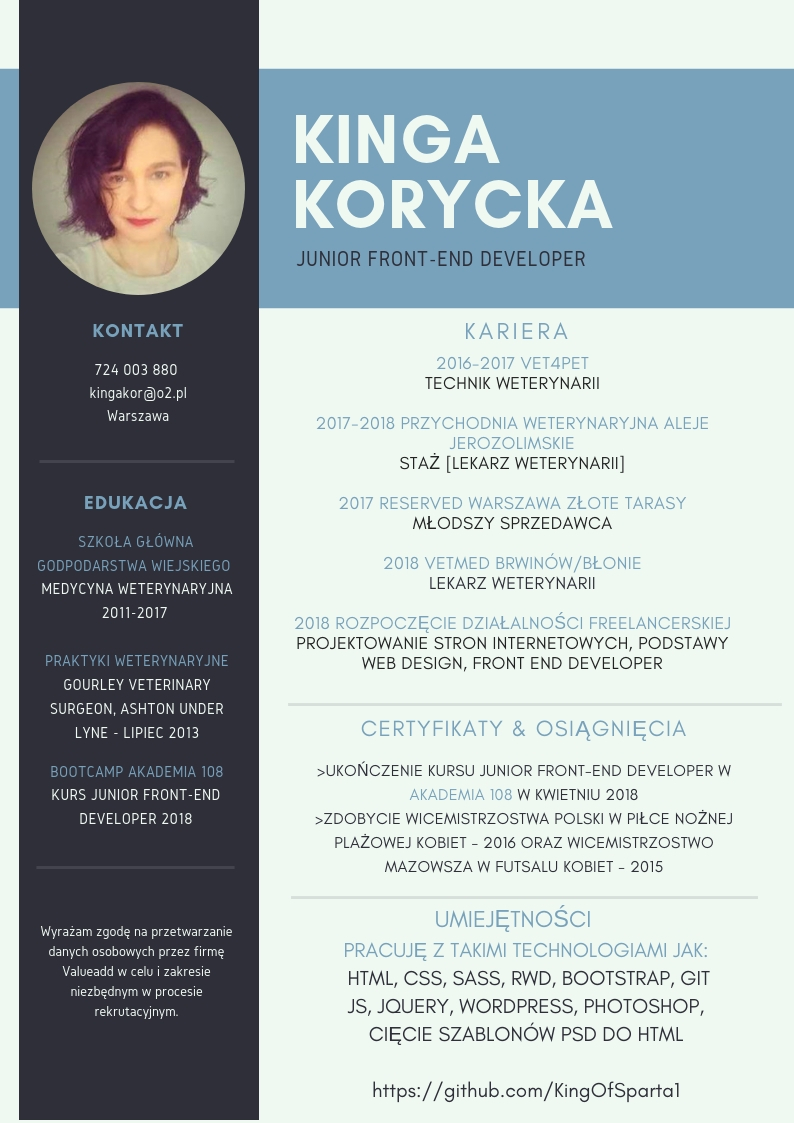 KINGA
KORYCKA
JUNIOR FRONT-END DEVELOPER
KONTAKT
724 003 880
kingakor@o2.pl
Warszawa
EDUKACJA
SZKOŁA GŁÓWNA
GODPODARSTWA WIEJSKIEGO
MEDYCYNA WETERYNARYJNA
2011-2017
PRAKTYKI WETERYNARYJNE
GOURLEY VETERINARY
SURGEON, ASHTON UNDER
LYNE - LIPIEC 2013
BOOTCAMP AKADEMIA 108
KURS JUNIOR FRONT-END
DEVELOPER 2018
Wyrażam zgodę na przetwarzanie
danych osobowych przez firmę
Valueadd w celu i zakresie
niezbędnym w procesie
rekrutacyjnym.
KARIERA
2016-2017 VET4PET
TECHNIK WETERYNARII
2017-2018 PRZYCHODNIA WETERYNARYJNA ALEJE
JEROZOLIMSKIE
STAŻ [LEKARZ WETERYNARII]
2017 RESERVED WARSZAWA ZŁOTE TARASY
MŁODSZY SPRZEDAWCA
2018 VETMED BRWINÓW/BŁONIE
LEKARZ WETERYNARII
2018 ROZPOCZĘCIE DZIAŁALNOŚCI FREELANCERSKIEJ
PROJEKTOWANIE STRON INTERNETOWYCH, PODSTAWY
WEB DESIGN, FRONT END DEVELOPER
CERTYFIKATY & OSIĄGNIĘCIA
>UKOŃCZENIE KURSU JUNIOR FRONT-END DEVELOPER W
AKADEMIA 108 W KWIETNIU 2018
>ZDOBYCIE WICEMISTRZOSTWA POLSKI W PIŁCE NOŻNEJ
PLAŻOWEJ KOBIET - 2016 ORAZ WICEMISTRZOSTWO
MAZOWSZA W FUTSALU KOBIET - 2015
UMIEJĘTNOŚCI
PRACUJĘ Z TAKIMI TECHNOLOGIAMI JAK:
HTML, CSS, SASS, RWD, BOOTSTRAP, GIT
JS, JQUERY, WORDPRESS, PHOTOSHOP,
CIĘCIE SZABLONÓW PSD DO HTML
https://github.com/KingOfSparta1